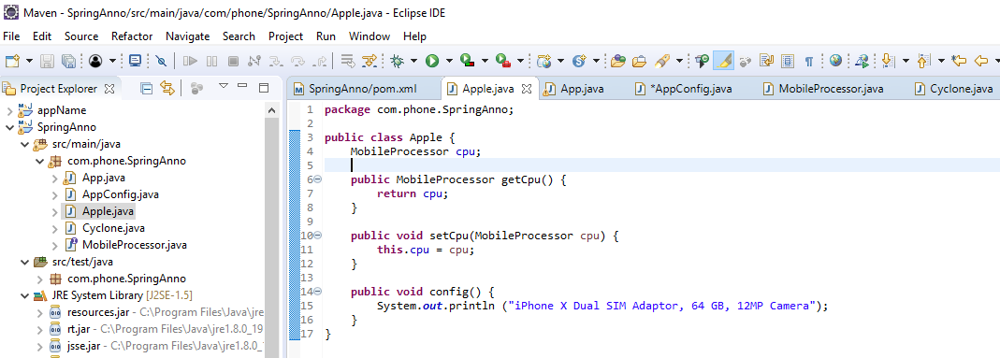 Maven - SpringAnno/src/main/java/com/phone/SpringAnno/Apple.java - Eclipse IDE
File Edit Source Refactor Navigate Search Project Run Window Help
Project Explorer
appName
SpringAnno
src/main/java
com.phone.SpringAnno
App.java
AppConfig.java
Apple.java
Cyclone.java
MobileProcessor.java
src/test/java
com.phone.SpringAnno
JRE System Library [J2SE-1.5]
resources.jar - C:\Program Files\Java\jre
rt.jar - C:\Program Files\Java\jre1.8.0_19
jsse.jar - C:\Program Files\Java\jre1.8.0_
SpringAnno/pom.xml Apple.java App.java *AppConfig.java MobileProcessor.java Cyclone.java
1 package com.phone.SpringAnno;
2
3 public class Apple {
4 MobileProcessor cpu;
5
6 public MobileProcessor getCpu() {
7 return cpu;
8 }
9
10 public void setCpu(MobileProcessor cpu) {
11 this.cpu = cpu;
12 }
13
14 public void config() {
15 System.out.println ("iPhone X Dual SIM Adaptor, 64 GB, 12MP Camera");
16 }
17 }